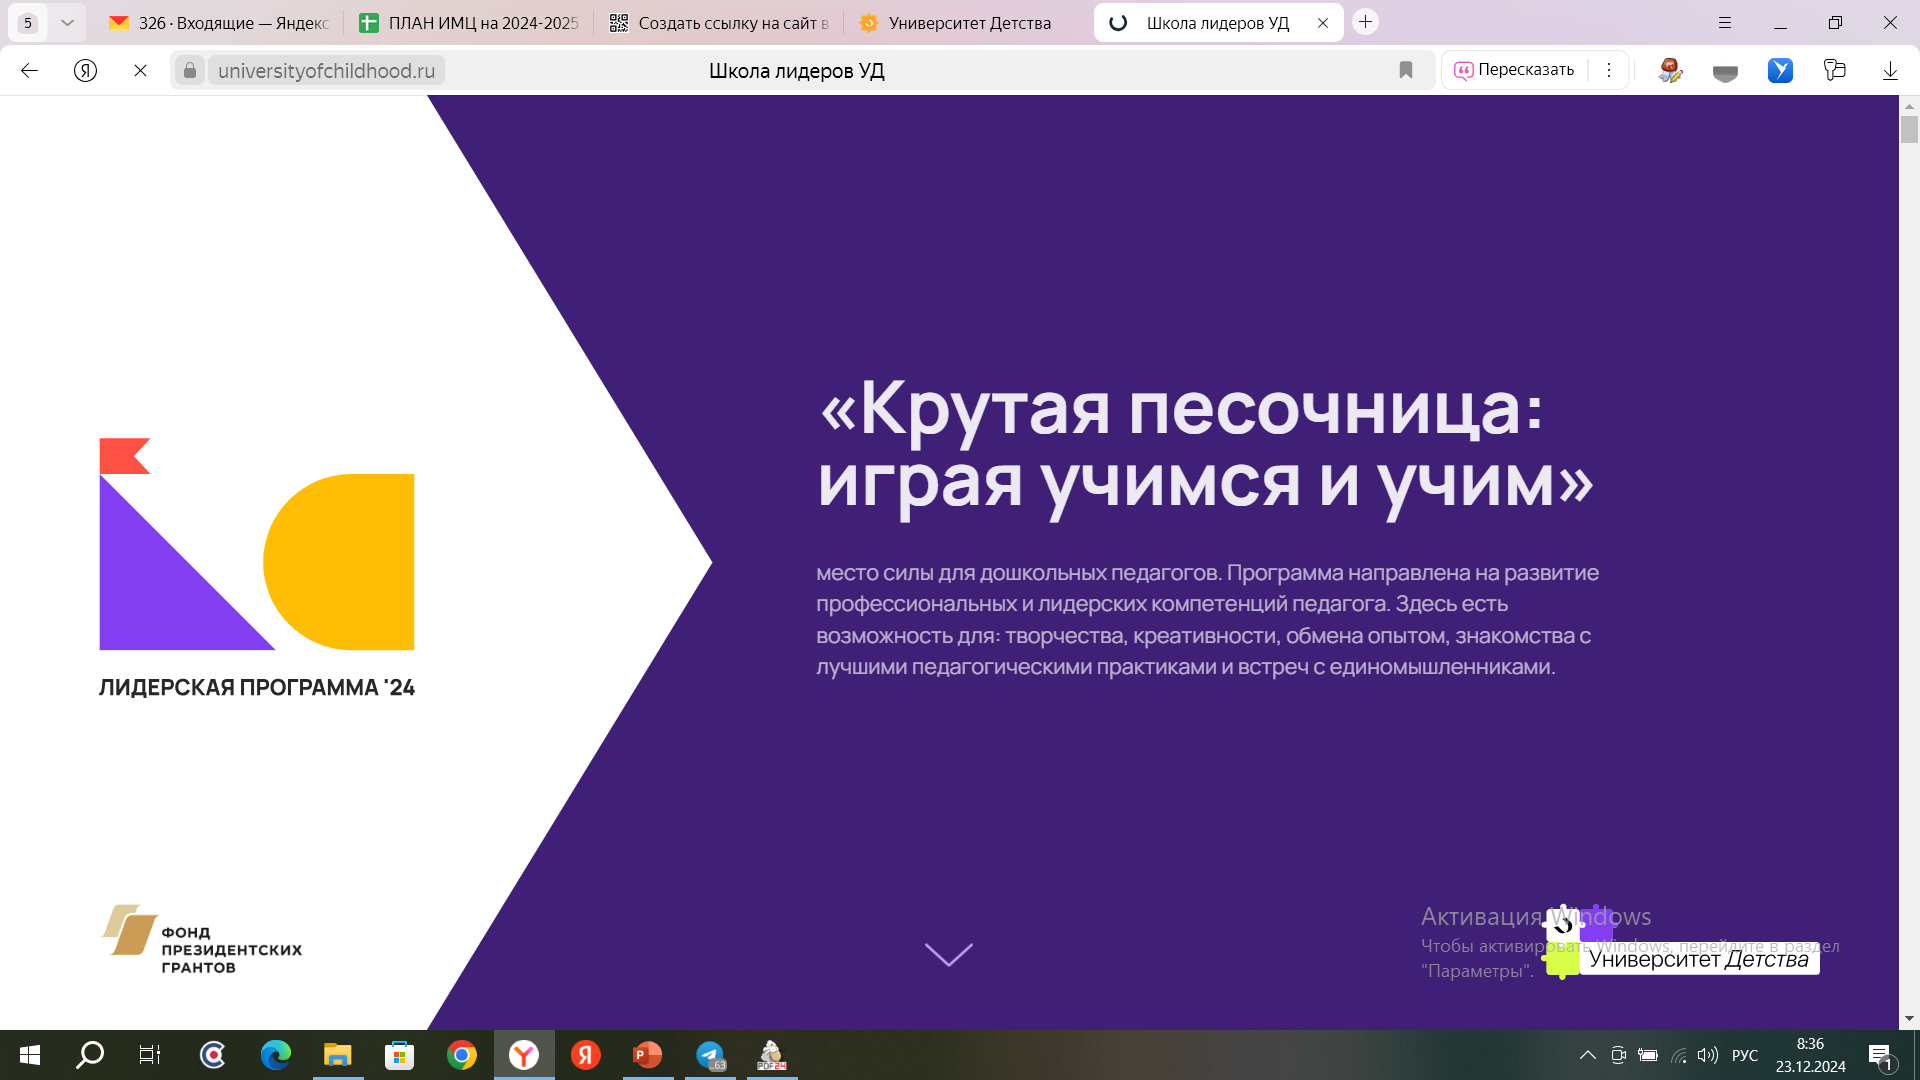 5
326 · Входящие — Яндекс
ПЛАН ИМЦ на 2024-2025
Создать ссылку на сайт в
Университет Детства
Школа лидеров УД
universityofchildhood.ru
Школа лидеров УД
Пересказать
«Крутая песочница:
играя учимся и учим»
место силы для дошкольных педагогов. Программа направлена на развитие
профессиональных и лидерских компетенций педагога. Здесь есть
возможность для: творчества, креативности, обмена опытом, знакомства с
лучшими педагогическими практиками и встреч с единомышленниками.
ЛИДЕРСКАЯ ПРОГРАММА '24
ФОНД
ПРЕЗИДЕНТСКИХ
ГРАНТОВ
Активация Windows
Чтобы активировать Windows, перейдите в раздел
"Параметры".
Университет Детства
63
PDF24
РУС
8:36
23.12.2024
1